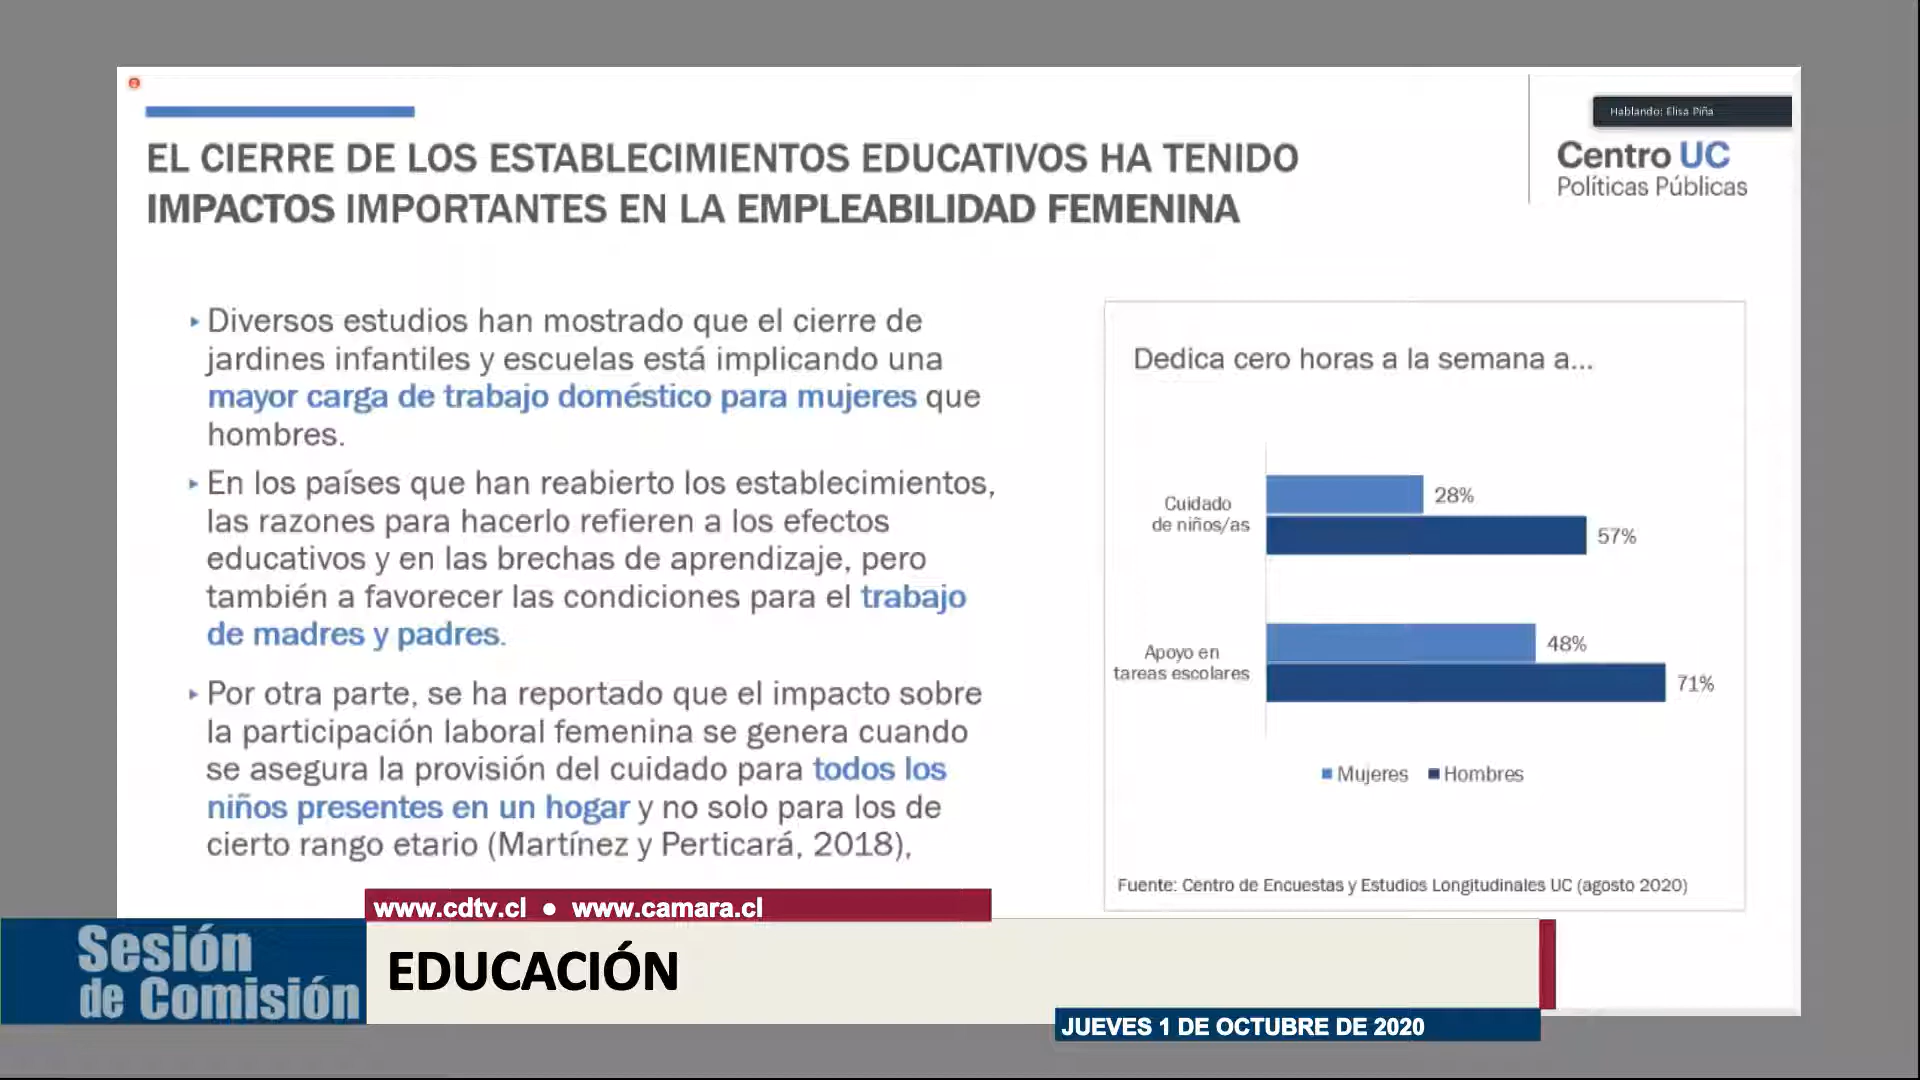 Hablando: Elisa Piña
EL CIERRE DE LOS ESTABLECIMIENTOS EDUCATIVOS HA TENIDO
IMPACTOS IMPORTANTES EN LA EMPLEABILIDAD FEMENINA
Centro UC
Políticas Públicas
▸ Diversos estudios han mostrado que el cierre de
jardines infantiles y escuelas está implicando una
mayor carga de trabajo doméstico para mujeres que
hombres.
▸ En los países que han reabierto los establecimientos,
las razones para hacerlo refieren a los efectos
educativos y en las brechas de aprendizaje, pero
también a favorecer las condiciones para el trabajo
de madres y padres.
▸ Por otra parte, se ha reportado que el impacto sobre
la participación laboral femenina se genera cuando
se asegura la provisión del cuidado para todos los
niños presentes en un hogar y no solo para los de
cierto rango etario (Martínez y Perticará, 2018),
Dedica cero horas a la semana a...
Cuidado
de niños/as
28%
57%
Apoyo en
tareas escolares
48%
71%
Mujeres Hombres
Fuente: Centro de Encuestas y Estudios Longitudinales UC (agosto 2020)
www.cdtv.cl ● www.camara.cl
Sesión
de Comisión
EDUCACIÓN
JUEVES 1 DE OCTUBRE DE 2020